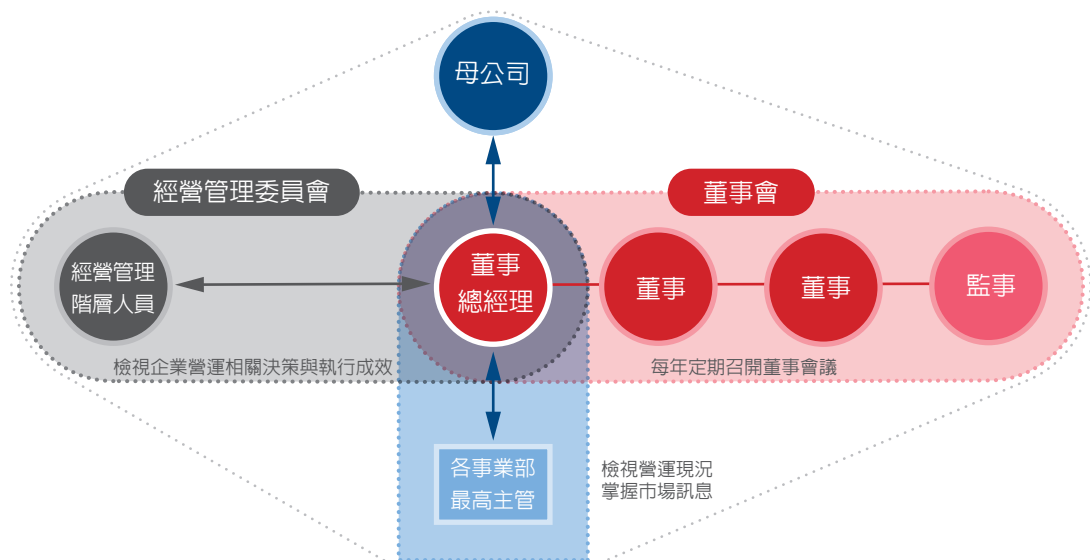 母公司
經營管理委員會
董事會
經營管理
階層人員
董事
總經理
董事
董事
監事
檢視企業營運相關決策與執行成效
每年定期召開董事會議
各事業部
最高主管
檢視營運現況
掌握市場訊息